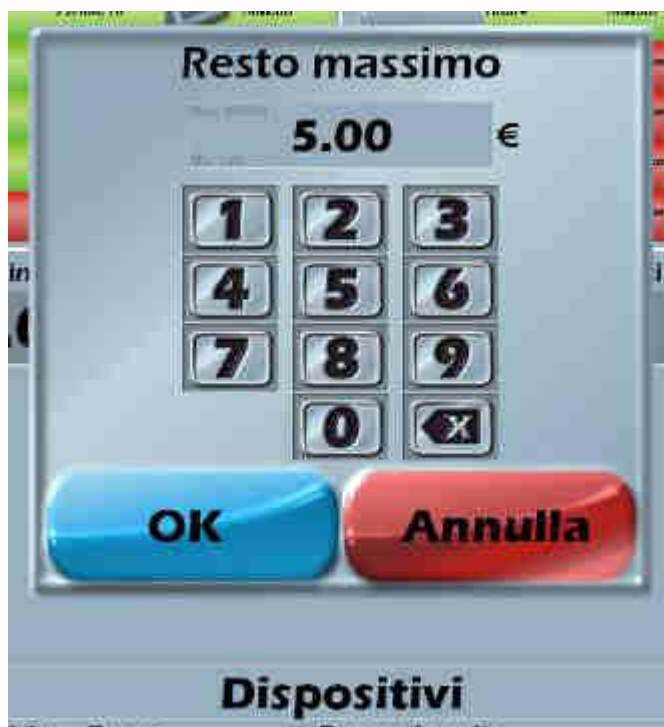 Resto massimo
5.00 €
1 2 3
4 5 6
7 8 9
0 X
OK Annulla
Dispositivi